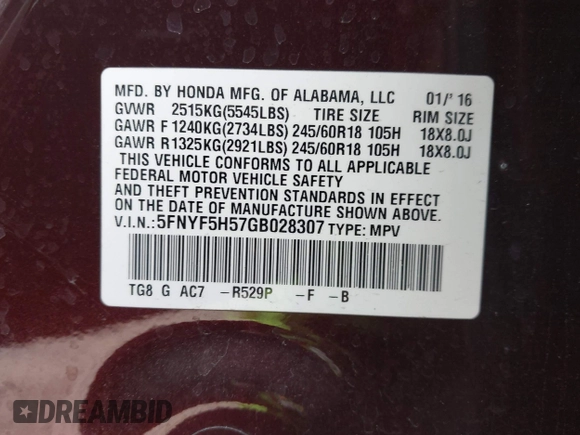 MFD. BY HONDA MFG. OF ALABAMA, LLC 01/'16
GVWR 2515KG(5545LBS) TIRE SIZE RIM SIZE
GAWR F 1240KG(2734LBS) 245/60R18 105H 18X8.0J
GAWR R1325KG(2921LBS) 245/60R18 105H 18X8.0J
THIS VEHICLE CONFORMS TO ALL APPLICABLE
FEDERAL MOTOR VEHICLE SAFETY
AND THEFT PREVENTION STANDARDS IN EFFECT
ON THE DATE OF MANUFACTURE SHOWN ABOVE.
V.I.N.:5FNYF5H57GB028307 TYPE: MPV
TG8 G AC7 –R529P –F –B
DREAMBID